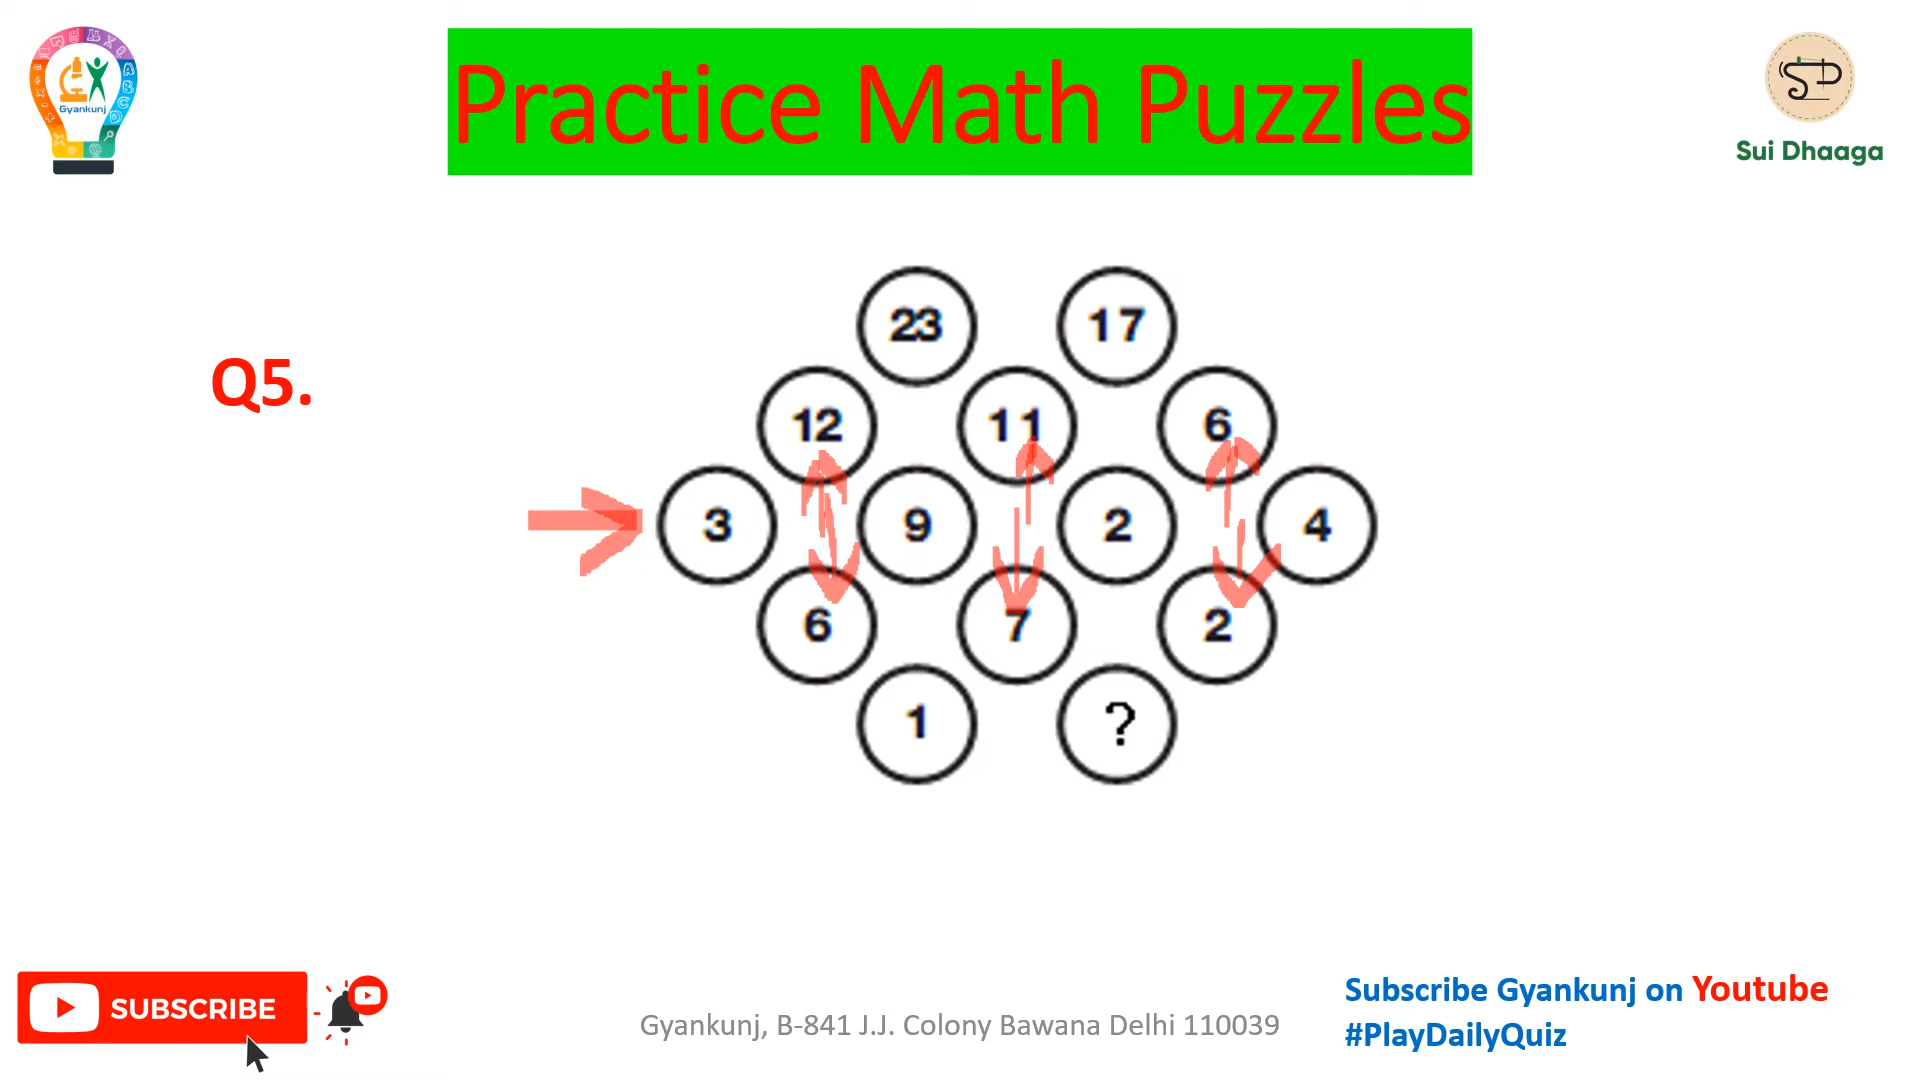 Gyankunj
Practice Math Puzzles
Sui Dhaaga
Q5.
23 17
12 11 6
3 9 2 4
6 7 2
1 ?
SUBSCRIBE
Gyankunj, B-841 J.J. Colony Bawana Delhi 110039
Subscribe Gyankunj on Youtube
#PlayDailyQuiz